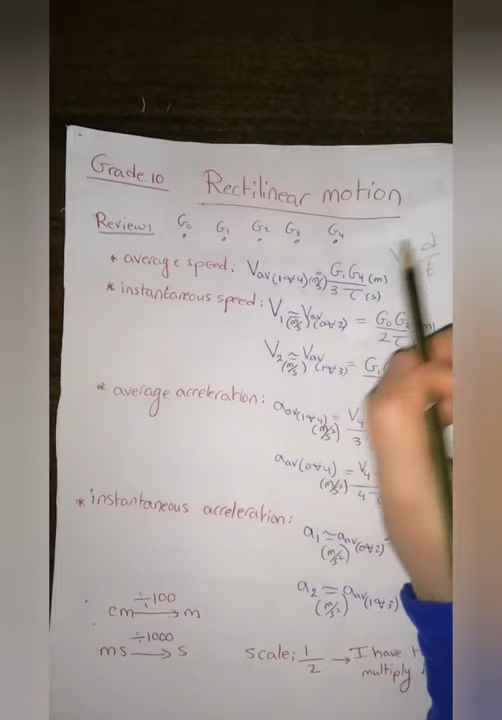 Grade 10 Rectilinear motion
Review: G₀ G₁ G₂ G₃ G₄
V = d/t
* average speed: Vav(1→4) (m/s) = G₁G₄ (m) / 3τ (s)
* instantaneous speed: V₁ (m/s) ≃ Vav(0→2) = G₀G₂ (m) / 2τ
V₂ (m/s) ≃ Vav(1→3) = G₁
* average accelration: aav(1→4) (m/s²) = V₄ / 3
aav(0→4) (m/s²) = V₄ / 4τ
* instantaneous acceleration: a₁ (m/s²) ≃ aav(0→2) =
a₂ (m/s²) ≃ aav(1→3)
cm ÷100→ m
ms ÷1000→ s
scale: 1/2 → I have
multiply